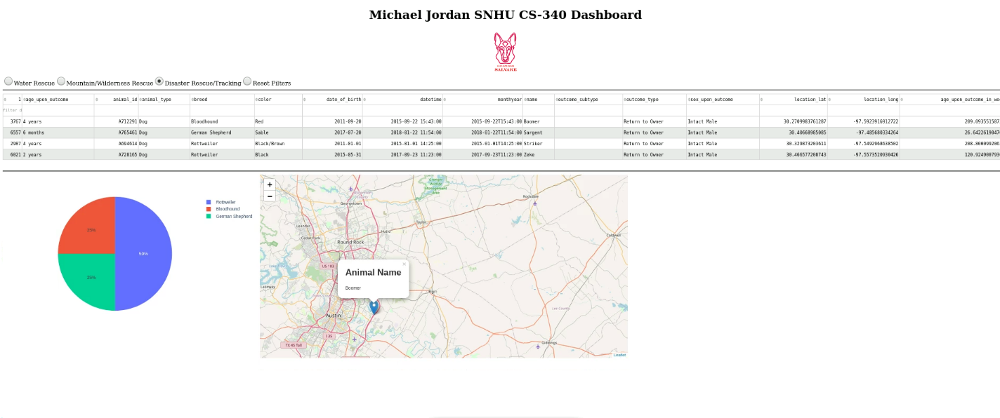 Michael Jordan SNHU CS-340 Dashboard
SALVARE
Water Rescue Mountain/Wilderness Rescue Disaster Rescue/Tracking Reset Filters
1 age_upon_outcome animal_id animal_type breed color date_of_birth datetime monthyear name outcome_subtype outcome_type sex_upon_outcome location_lat location_long age_upon_outcome_in_wee
filter d
3767 4 years A712291 Dog Bloodhound Red 2011-09-20 2015-09-22 15:43:00 2015-09-22T15:43:00 Boomer Return to Owner Intact Male 30.2709983761287 -97.5923916912722 209.093551587
6557 6 months A765461 Dog German Shepherd Sable 2017-07-20 2018-01-22 11:54:00 2018-01-22T11:54:00 Sargent Return to Owner Intact Male 30.40668985085 -97.485680334264 26.6422619047
2987 4 years A694614 Dog Rottweiler Black/Brown 2011-01-01 2015-01-01 14:25:00 2015-01-01T14:25:00 Striker Return to Owner Intact Male 30.329873203611 -97.5492968638502 208.800099206
6021 2 years A728165 Dog Rottweiler Black 2015-05-31 2017-09-23 11:23:00 2017-09-23T11:23:00 Zeke Return to Owner Intact Male 30.466577208743 -97.5573520930426 120.924900793
Rottweiler
Bloodhound
German Shepherd
25%
50%
25%
+
−
Granger
Wildlife
Management
Area
Rockdale
Georgetown
Taylor
Leander
Hutto
Cedar Park
Caldwell
Round Rock
US 183
×
Animal Name
Boomer
Lakeway
Elgin
Lee County
Austin
I 35
TX 45 Toll
Giddings
Leaflet